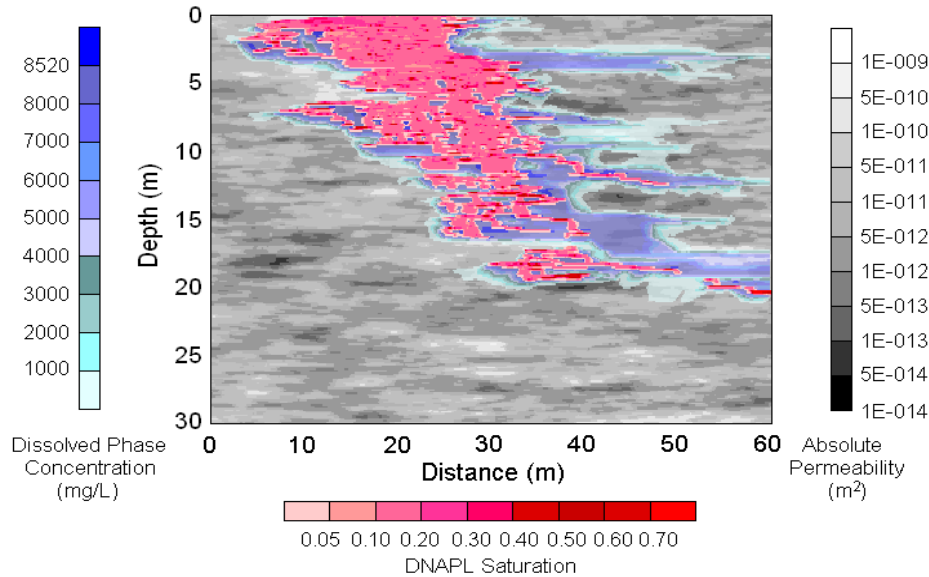 8520
8000
7000
6000
5000
4000
3000
2000
1000
Dissolved Phase
Concentration
(mg/L)
Depth (m)
0
5
10
15
20
25
30
0
10
20
30
40
50
60
Distance (m)
1E-009
5E-010
1E-010
5E-011
1E-011
5E-012
1E-012
5E-013
1E-013
5E-014
1E-014
Absolute
Permeability
(m²)
0.05 0.10 0.20 0.30 0.40 0.50 0.60 0.70
DNAPL Saturation